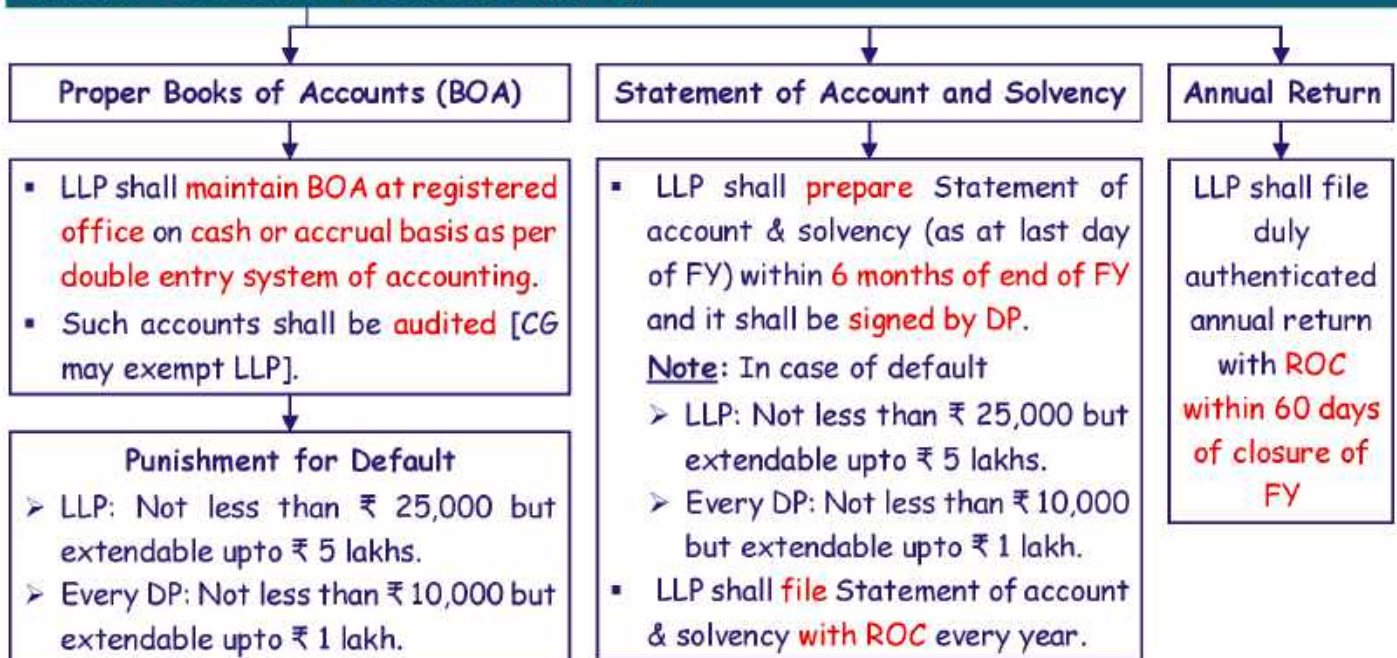 Proper Books of Accounts (BOA)
▪ LLP shall maintain BOA at registered
office on cash or accrual basis as per
double entry system of accounting.
▪ Such accounts shall be audited [CG
may exempt LLP].
Punishment for Default
➢ LLP: Not less than ₹ 25,000 but
extendable upto ₹ 5 lakhs.
➢ Every DP: Not less than ₹ 10,000 but
extendable upto ₹ 1 lakh.
Statement of Account and Solvency
▪ LLP shall prepare Statement of
account & solvency (as at last day
of FY) within 6 months of end of FY
and it shall be signed by DP.
Note: In case of default
➢ LLP: Not less than ₹ 25,000 but
extendable upto ₹ 5 lakhs.
➢ Every DP: Not less than ₹ 10,000
but extendable upto ₹ 1 lakh.
▪ LLP shall file Statement of account
& solvency with ROC every year.
Annual Return
LLP shall file
duly
authenticated
annual return
with ROC
within 60 days
of closure of
FY